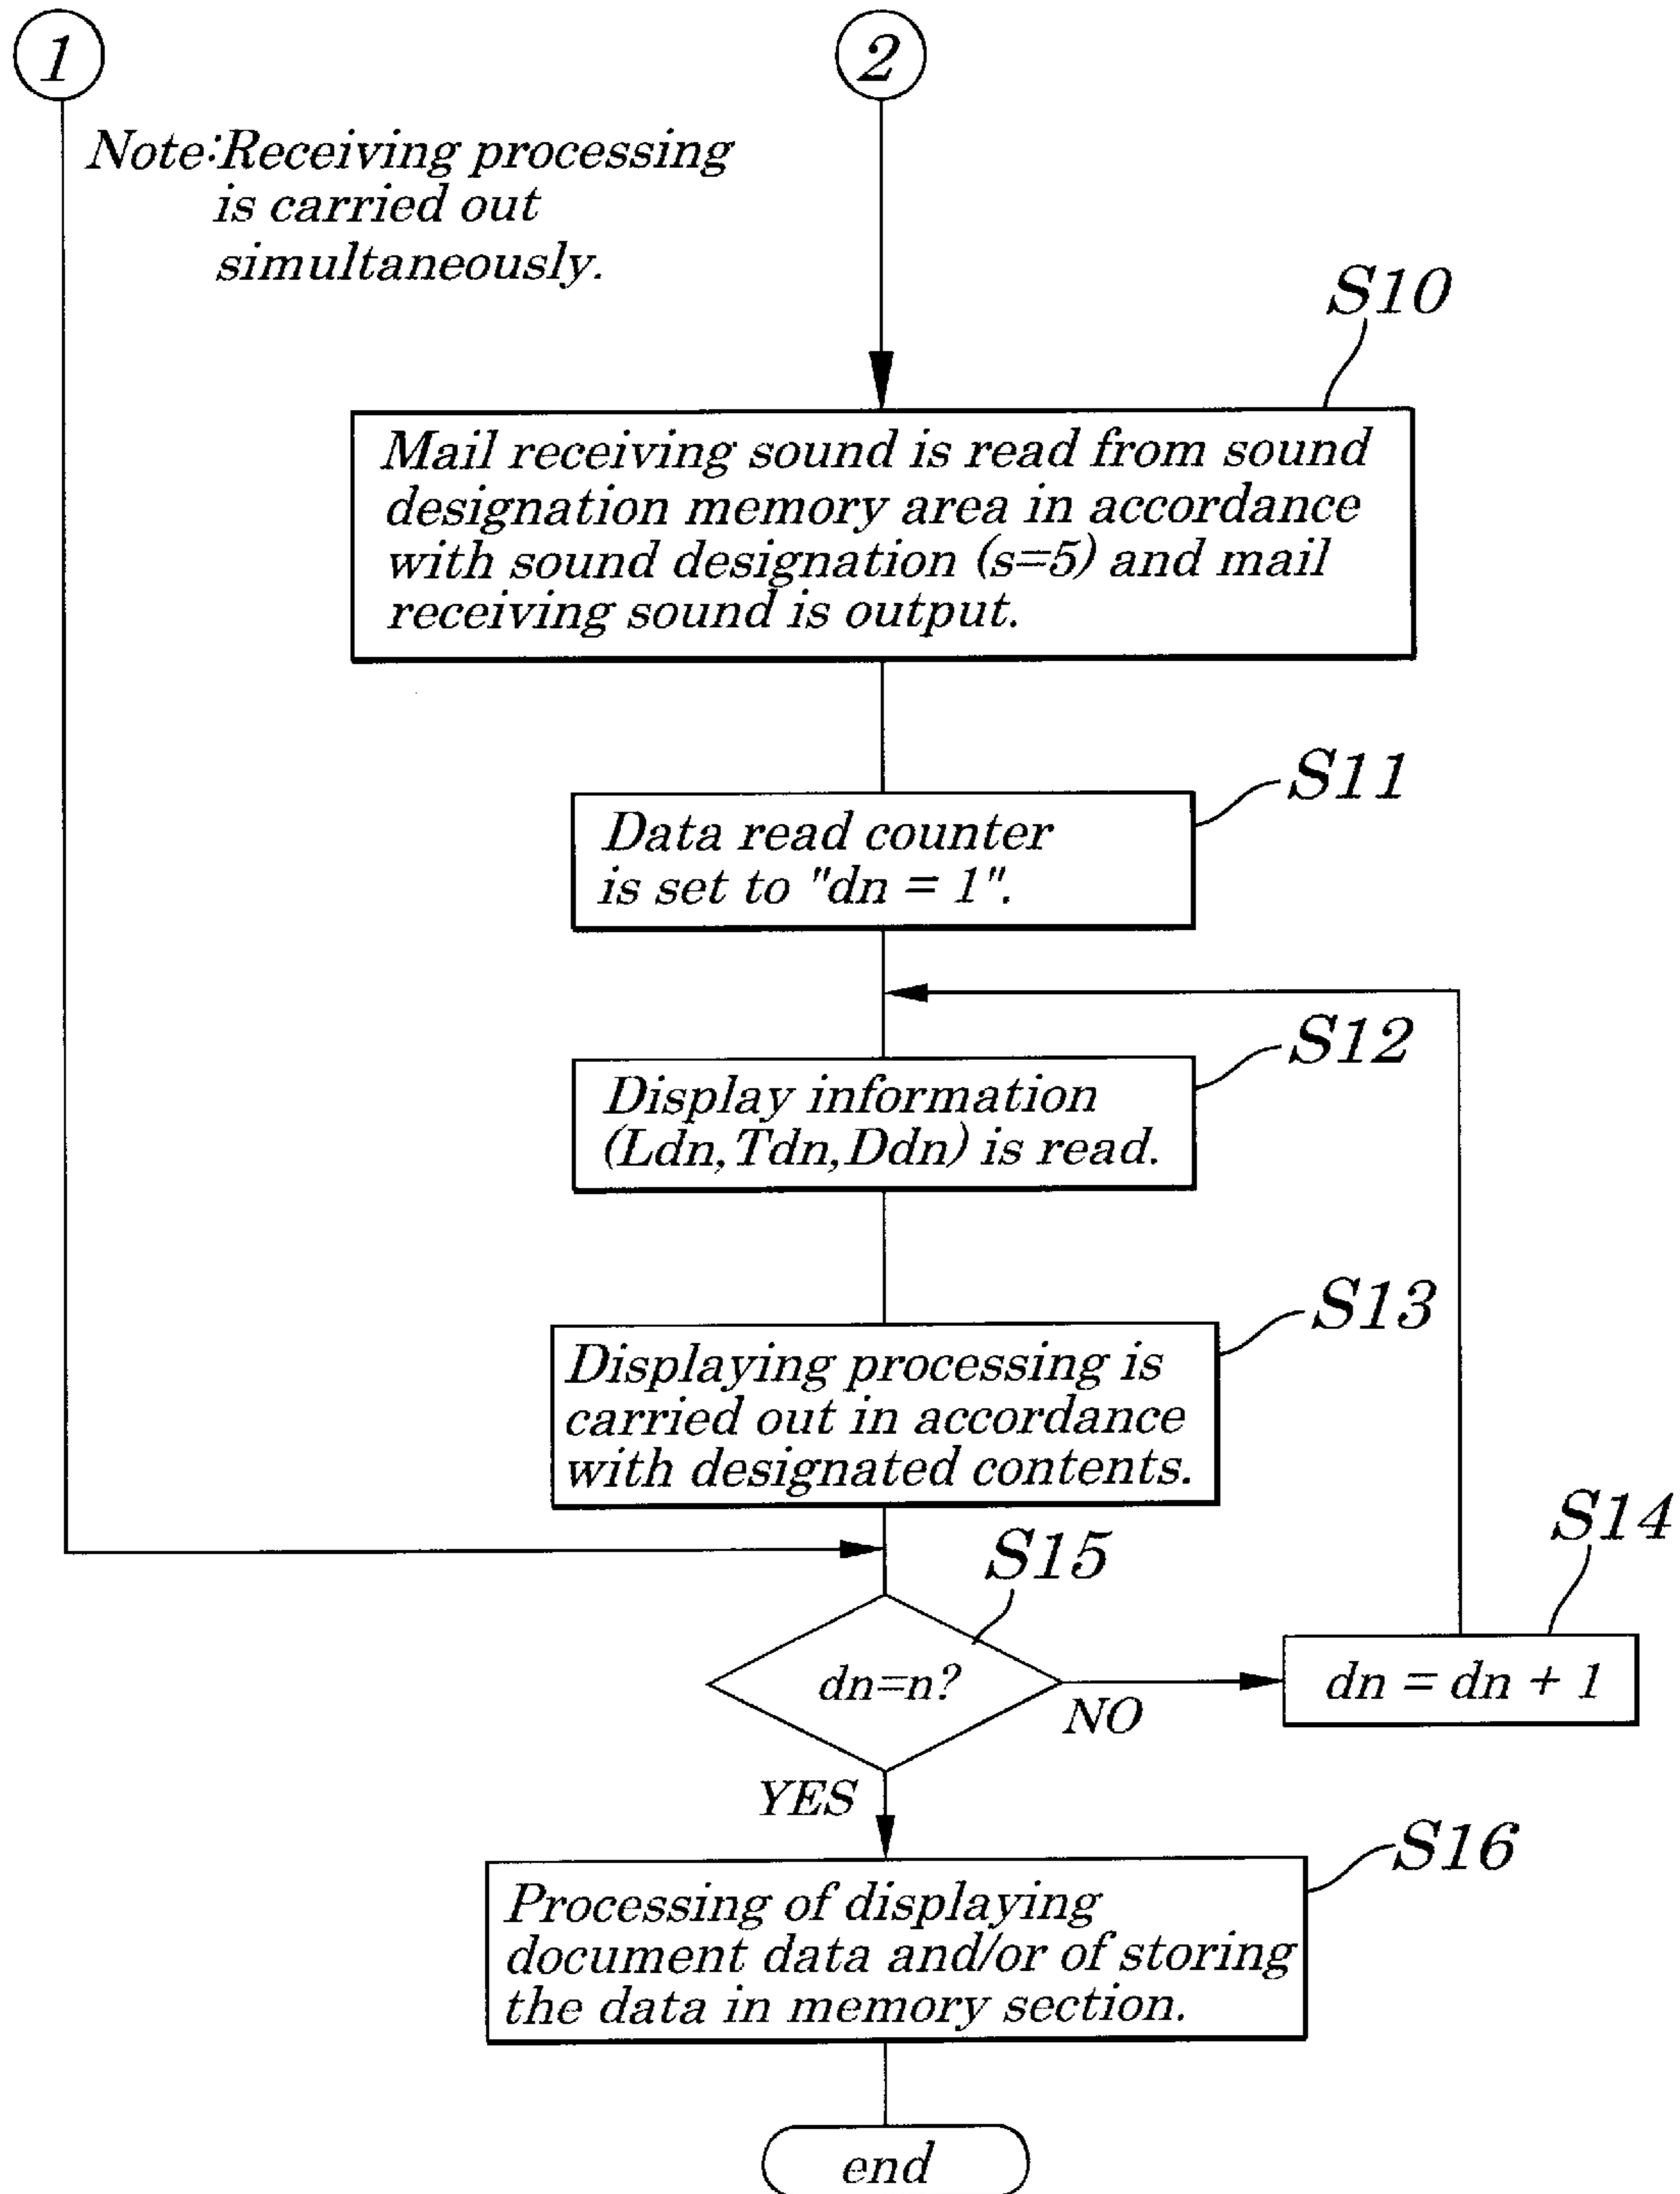 1
2
Note:Receiving processing
is carried out
simultaneously.
S10
Mail receiving sound is read from sound
designation memory area in accordance
with sound designation (s=5) and mail
receiving sound is output.
S11
Data read counter
is set to "dn = 1".
S12
Display information
(Ldn,Tdn,Ddn) is read.
S13
Displaying processing is
carried out in accordance
with designated contents.
S14
S15
dn=n?
NO
dn = dn + 1
YES
S16
Processing of displaying
document data and/or of storing
the data in memory section.
end